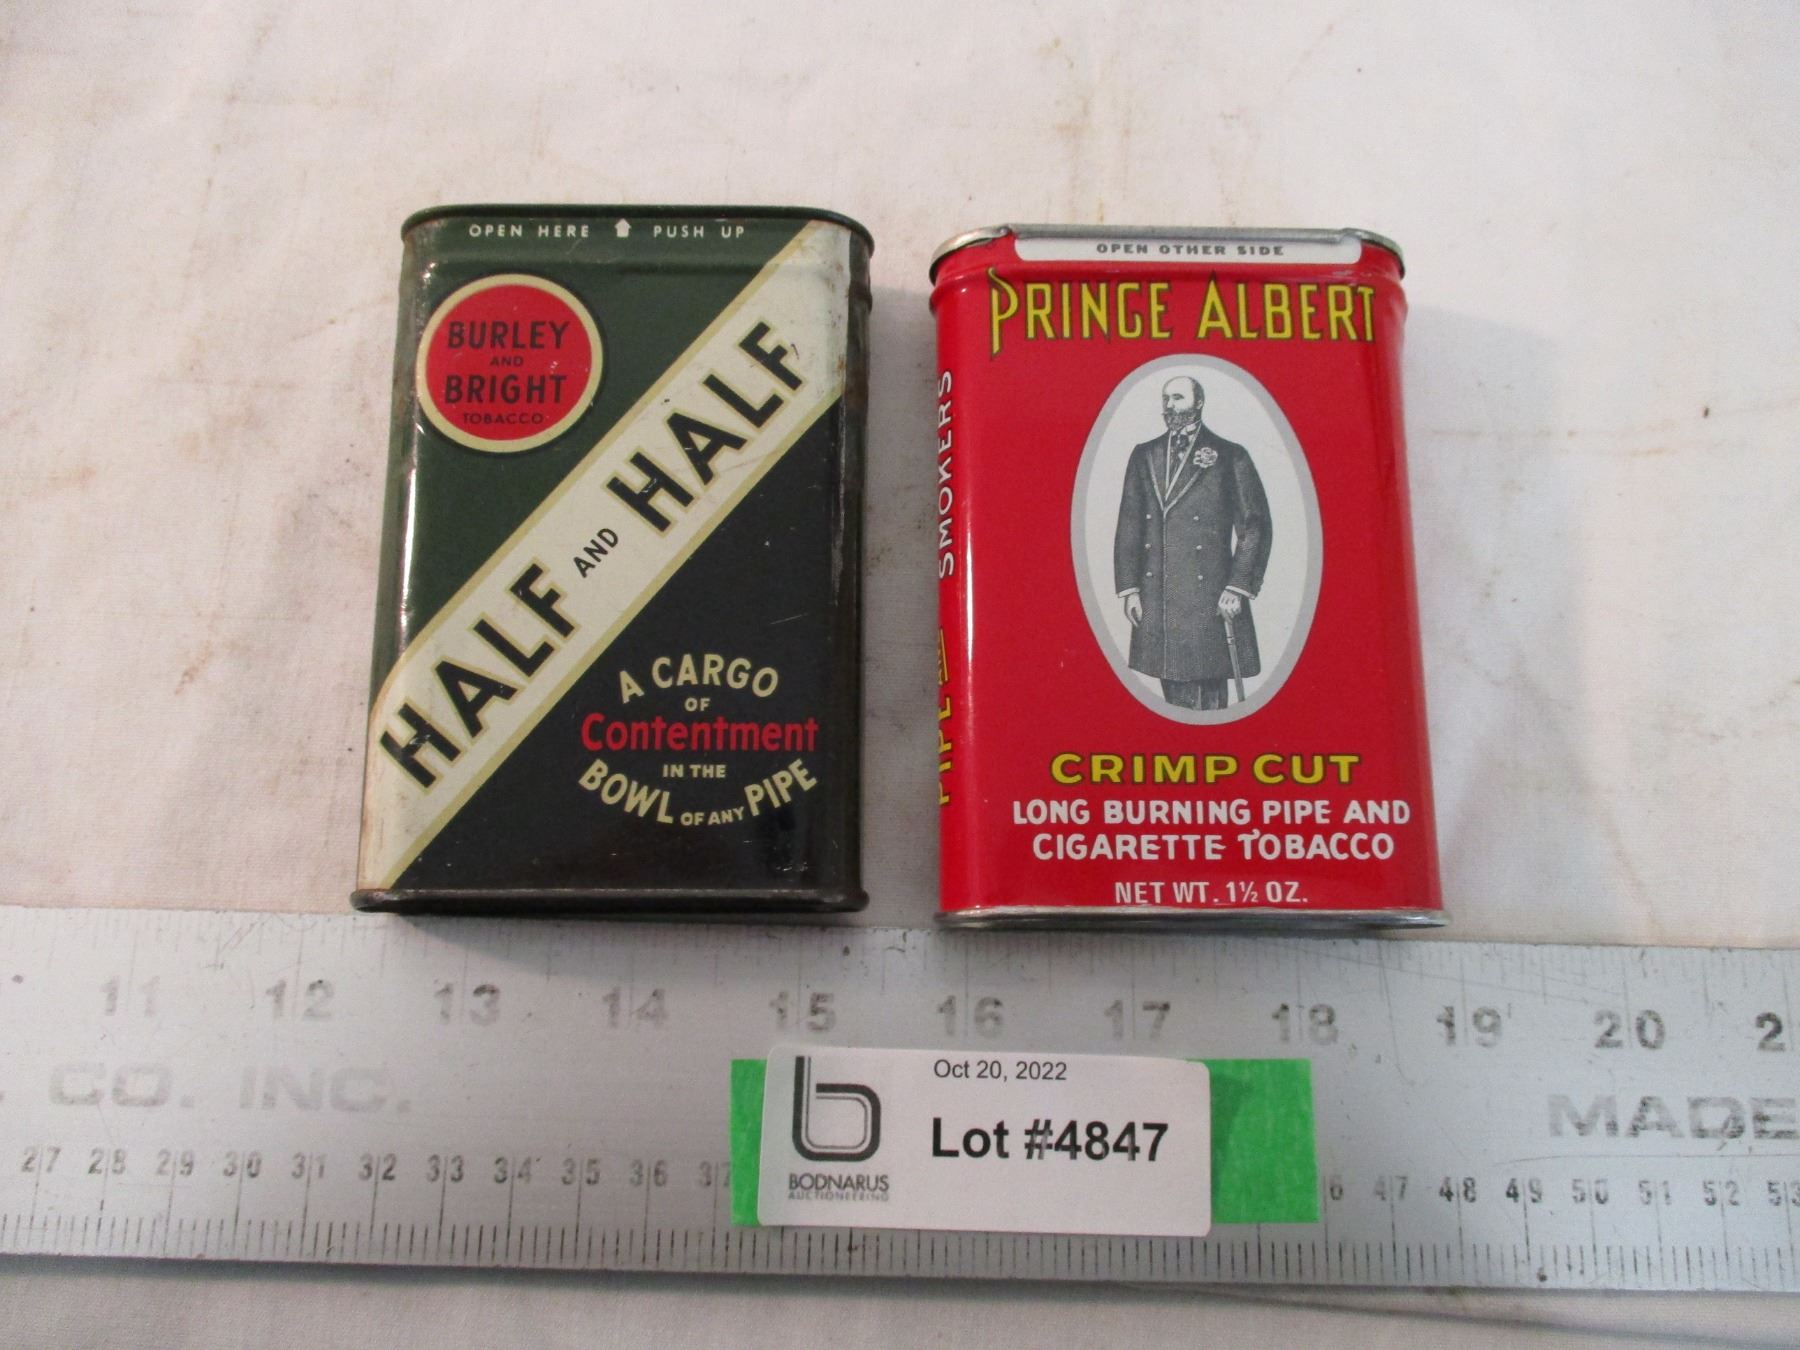 OPEN HERE PUSH UP
BURLEY
AND
BRIGHT
TOBACCO
HALF AND HALF
A CARGO
OF
Contentment
IN THE
BOWL OF ANY PIPE
OPEN OTHER SIDE
PRINCE ALBERT
PIPE SMOKERS
CRIMP CUT
LONG BURNING PIPE AND
CIGARETTE TOBACCO
NET WT. 1½ OZ.
11 12 13 14 15 16 17 18 19 20
CO. INC. MADE
27 28 29 30 31 32 33 34 35 36 47 48 49 50 51 52 53
Oct 20, 2022
Lot #4847
b
BODNARUS
AUCTIONEERING